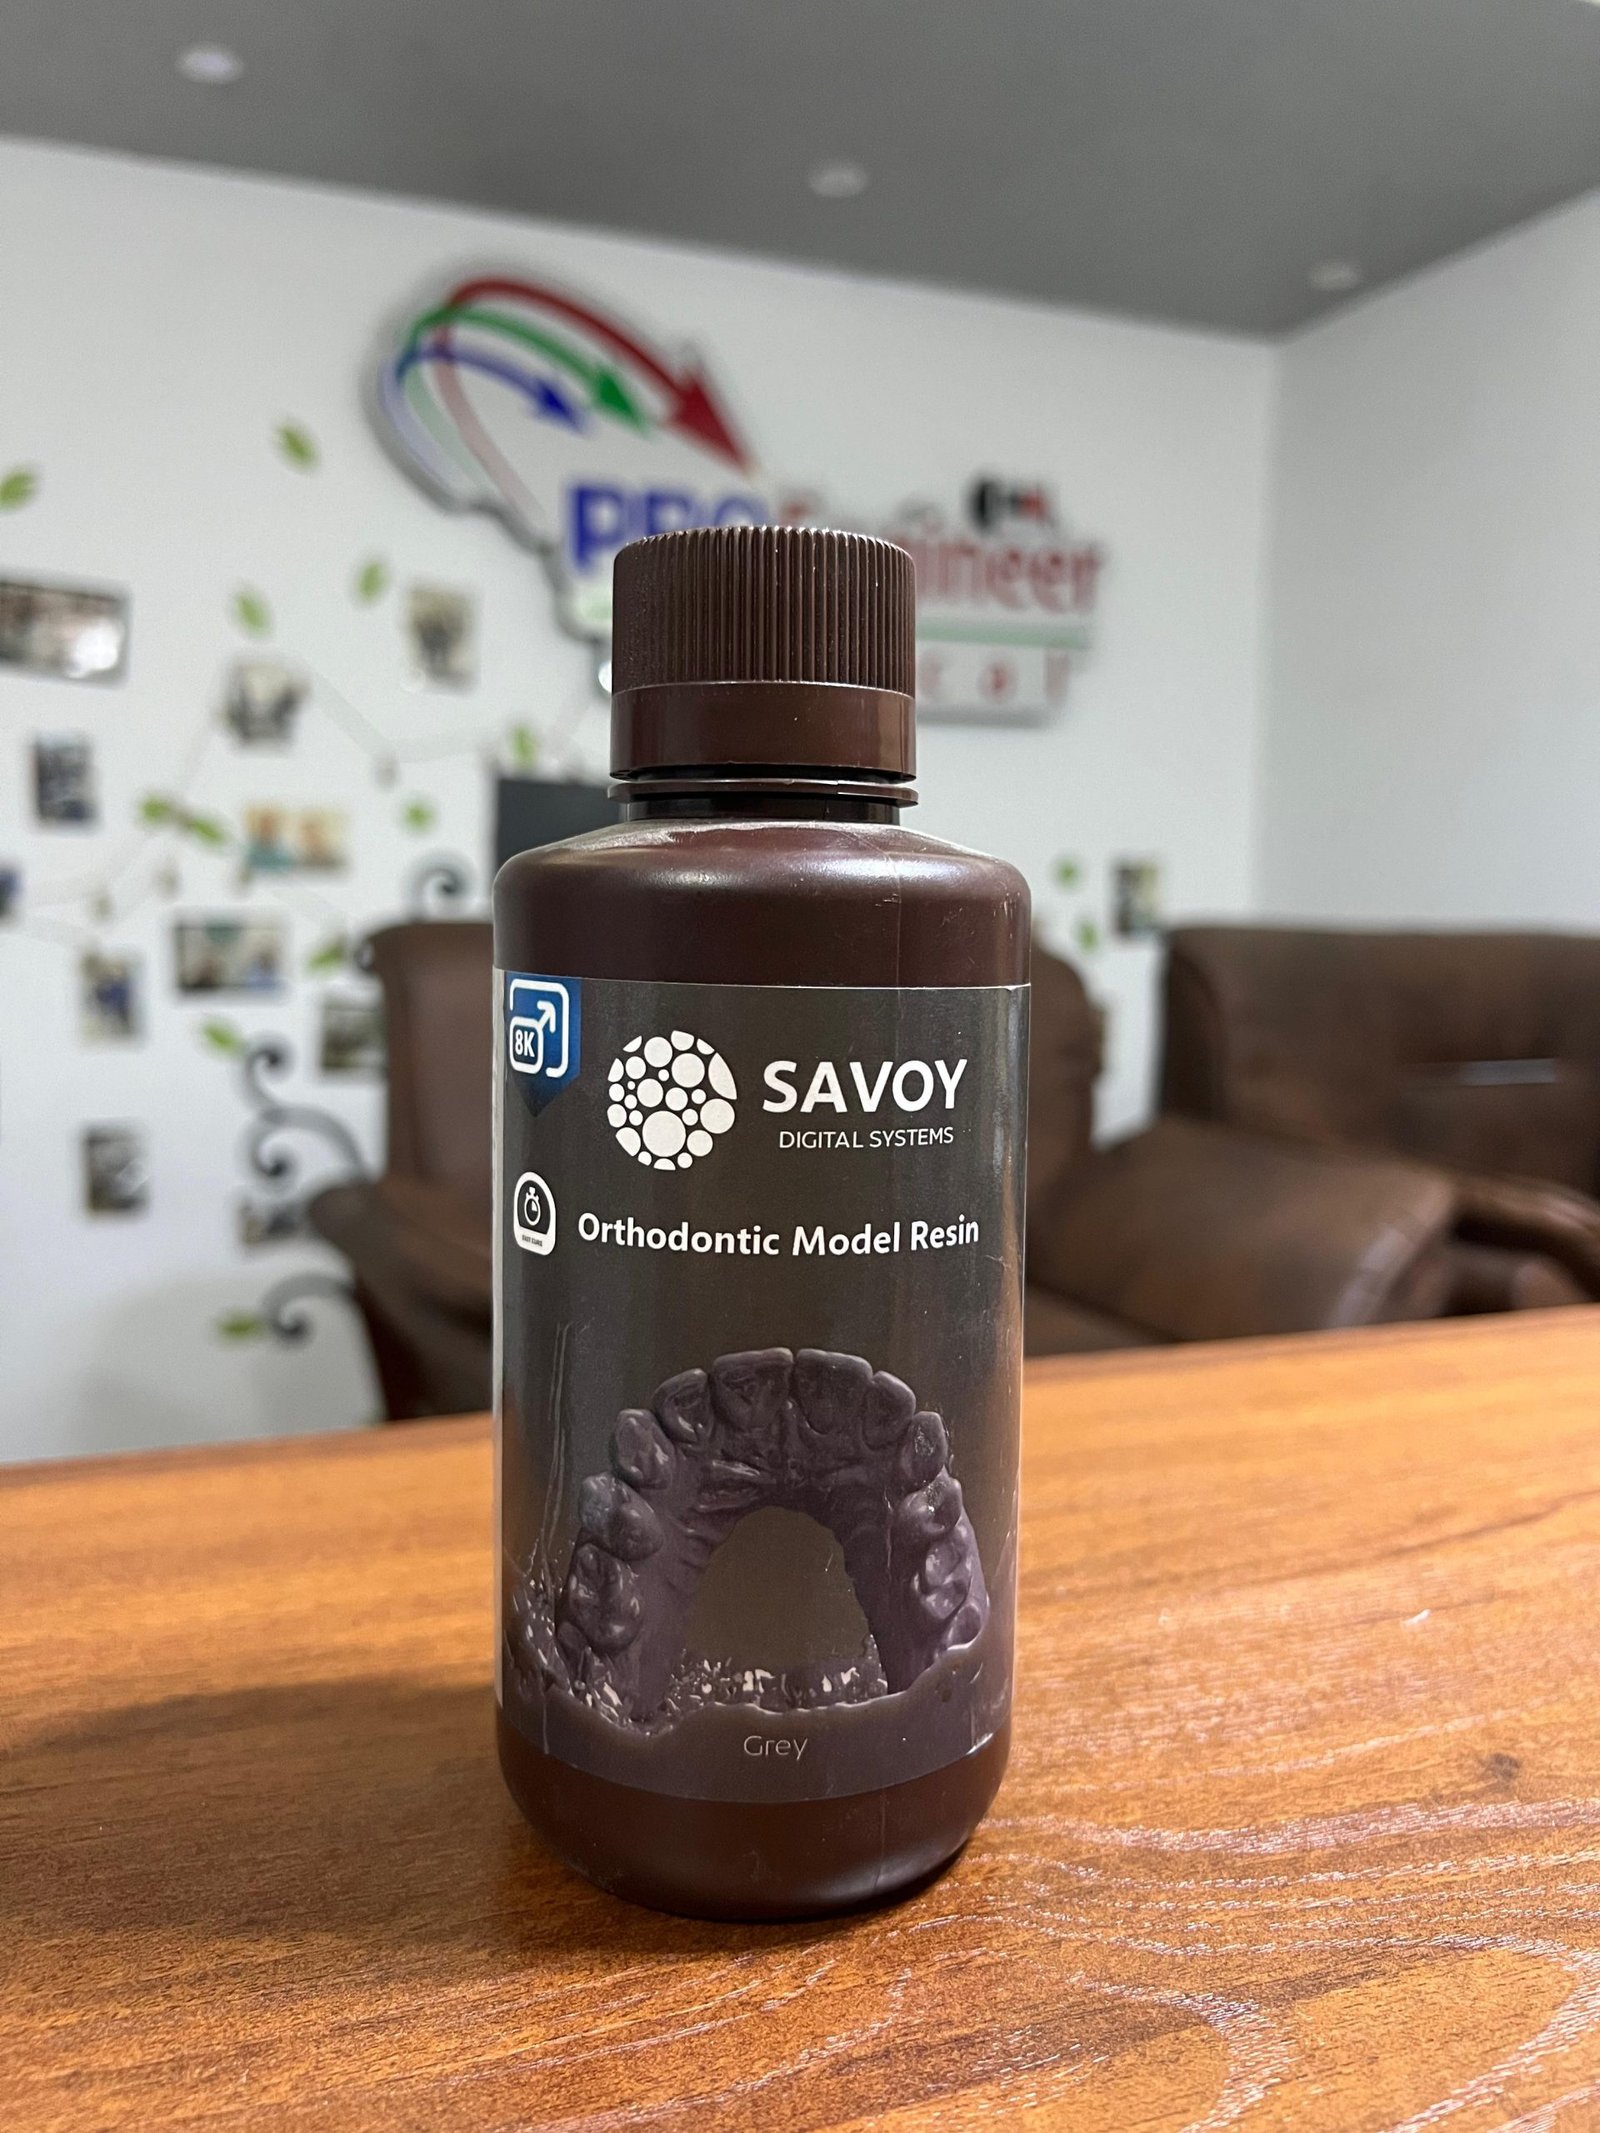 8K
SAVOY
DIGITAL SYSTEMS
Orthodontic Model Resin
Grey